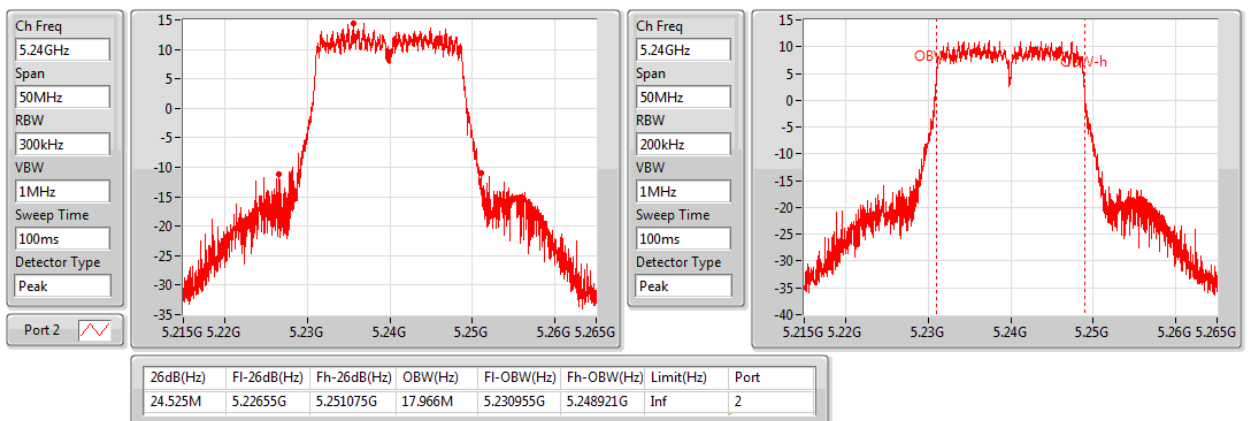 Ch Freq
5.24GHz
Span
50MHz
RBW
300kHz
VBW
1MHz
Sweep Time
100ms
Detector Type
Peak
Port 2
15
10
5
0
-5
-10
-15
-20
-25
-30
-35
5.215G 5.22G 5.23G 5.24G 5.25G 5.26G 5.265G
Ch Freq
5.24GHz
Span
50MHz
RBW
200kHz
VBW
1MHz
Sweep Time
100ms
Detector Type
Peak
15
10
5
0
-5
-10
-15
-20
-25
-30
-35
-40
5.215G 5.22G 5.23G 5.24G 5.25G 5.26G 5.265G
26dB(Hz) Fl-26dB(Hz) Fh-26dB(Hz) OBW(Hz) Fl-OBW(Hz) Fh-OBW(Hz) Limit(Hz) Port
24.525M 5.22655G 5.251075G 17.966M 5.230955G 5.248921G Inf 2